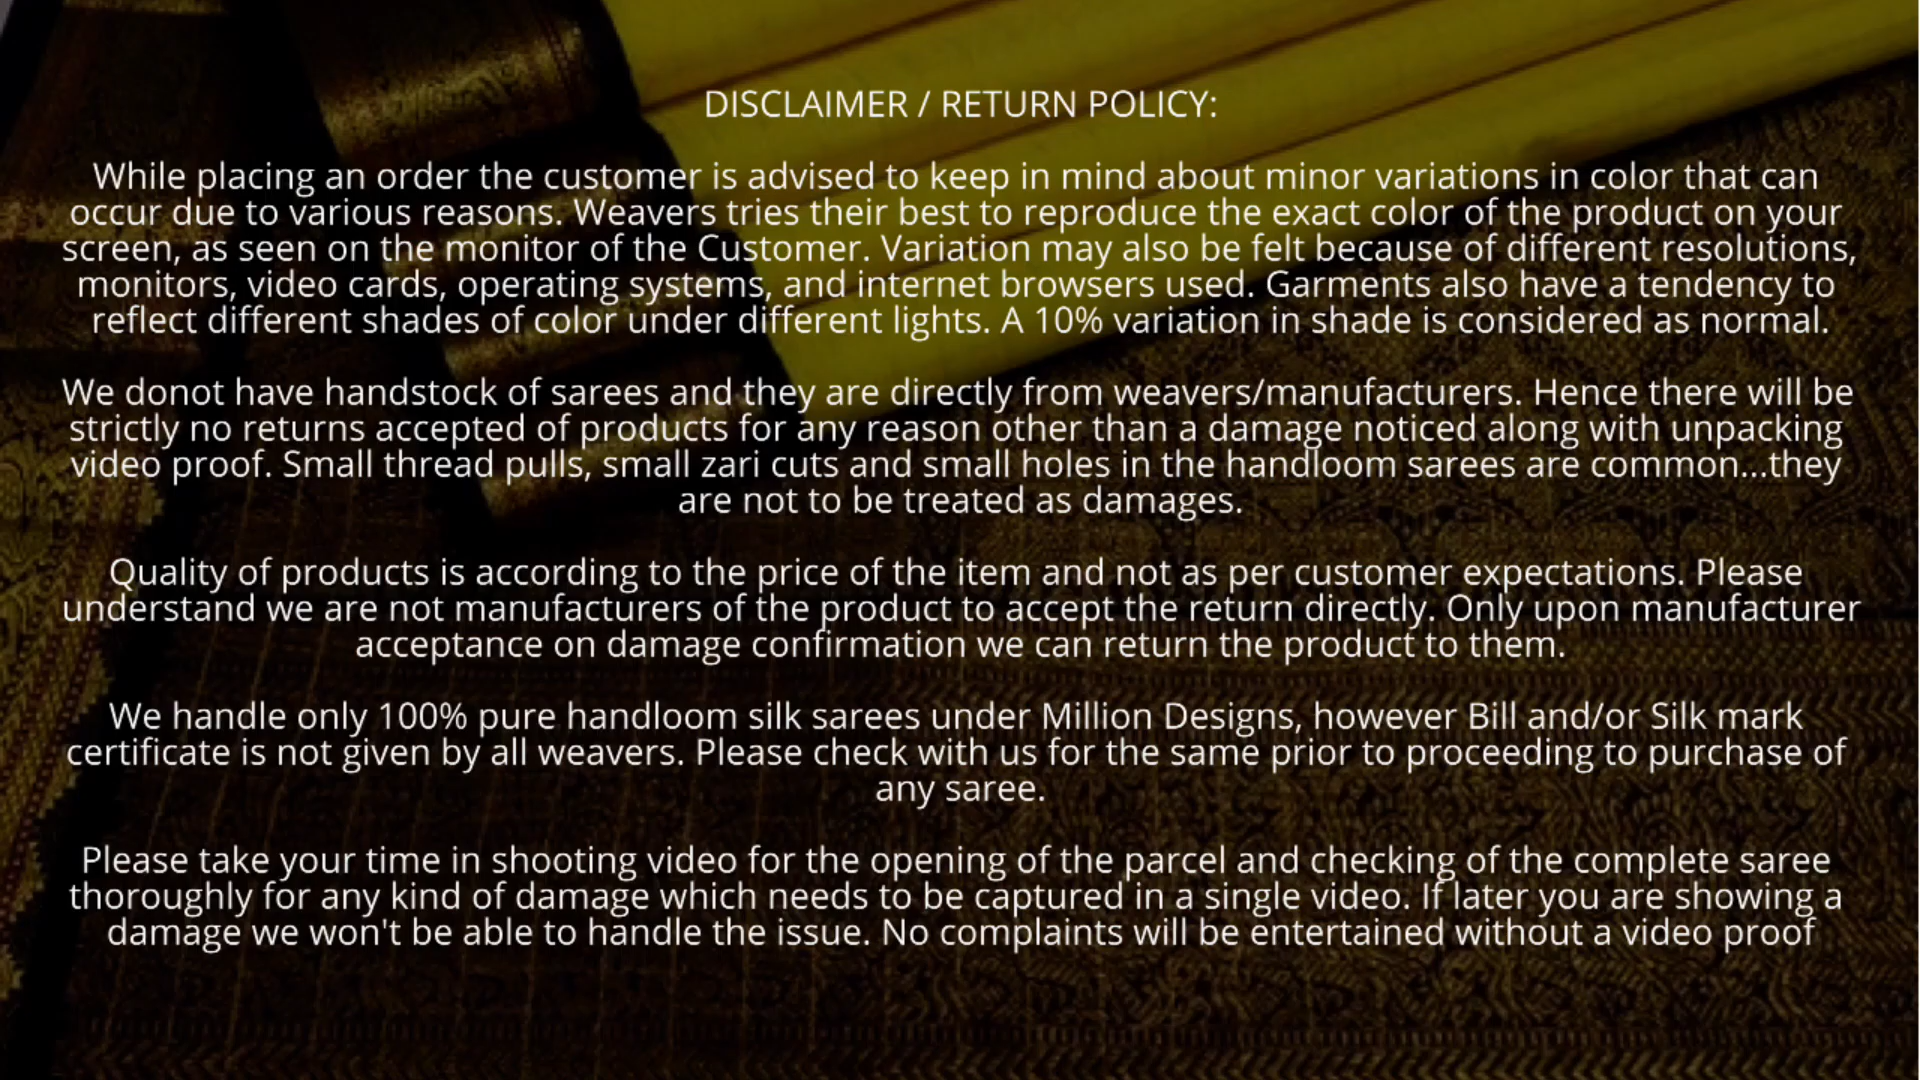 DISCLAIMER / RETURN POLICY:
While placing an order the customer is advised to keep in mind about minor variations in color that can
occur due to various reasons. Weavers tries their best to reproduce the exact color of the product on your
screen, as seen on the monitor of the Customer. Variation may also be felt because of different resolutions,
monitors, video cards, operating systems, and internet browsers used. Garments also have a tendency to
reflect different shades of color under different lights. A 10% variation in shade is considered as normal.
We donot have handstock of sarees and they are directly from weavers/manufacturers. Hence there will be
strictly no returns accepted of products for any reason other than a damage noticed along with unpacking
video proof. Small thread pulls, small zari cuts and small holes in the handloom sarees are common...they
are not to be treated as damages.
Quality of products is according to the price of the item and not as per customer expectations. Please
understand we are not manufacturers of the product to accept the return directly. Only upon manufacturer
acceptance on damage confirmation we can return the product to them.
We handle only 100% pure handloom silk sarees under Million Designs, however Bill and/or Silk mark
certificate is not given by all weavers. Please check with us for the same prior to proceeding to purchase of
any saree.
Please take your time in shooting video for the opening of the parcel and checking of the complete saree
thoroughly for any kind of damage which needs to be captured in a single video. If later you are showing a
damage we won't be able to handle the issue. No complaints will be entertained without a video proof